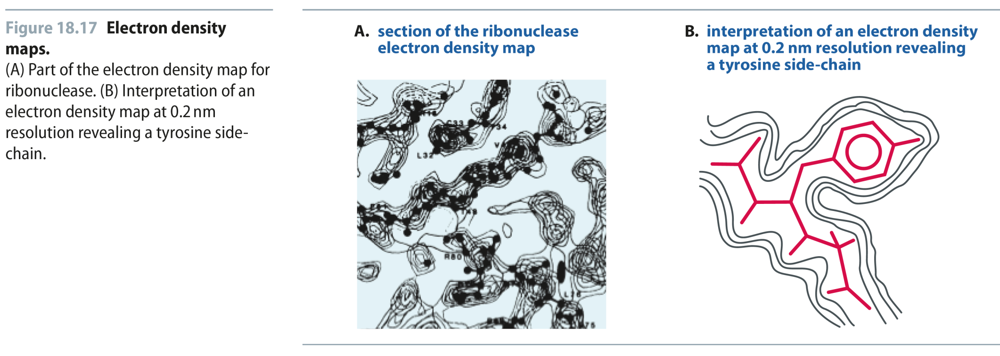 Figure 18.17 Electron density
maps.
(A) Part of the electron density map for
ribonuclease. (B) Interpretation of an
electron density map at 0.2 nm
resolution revealing a tyrosine side-
chain.
A. section of the ribonuclease
electron density map
B. interpretation of an electron density
map at 0.2 nm resolution revealing
a tyrosine side-chain
C33
L32
R80